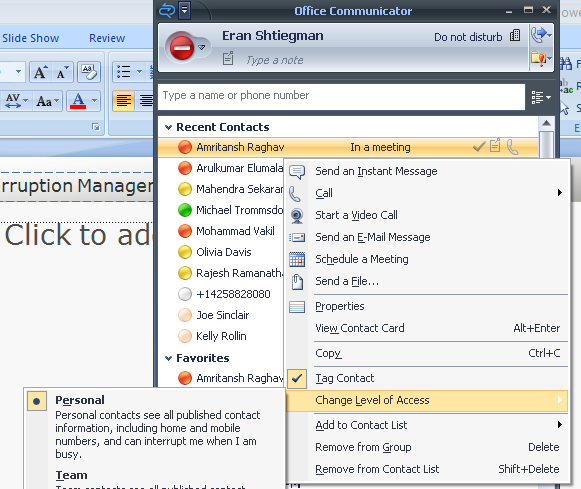 Office Communicator
Slide Show Review
Eran Shtiegman
Do not disturb
Type a note
Type a name or phone number
Recent Contacts
Amritansh Raghav In a meeting
Arulkumar Elumala
Mahendra Sekaran
Michael Trommsdo
Mohammad Vakil
Olivia Davis
Rajesh Ramanatha
+14258828080
Joe Sinclair
Kelly Rollin
Favorites
Amritansh Raghav
Send an Instant Message
Call
Start a Video Call
Send an E-Mail Message
Schedule a Meeting
Send a File...
Properties
View Contact Card Alt+Enter
Copy Ctrl+C
Tag Contact
Change Level of Access
Add to Contact List
Remove from Group Delete
Remove from Contact List Shift+Delete
Personal
Personal contacts see all published contact
information, including home and mobile
numbers, and can interrupt me when I am
busy.
Team
rruption Manager
Click to ad